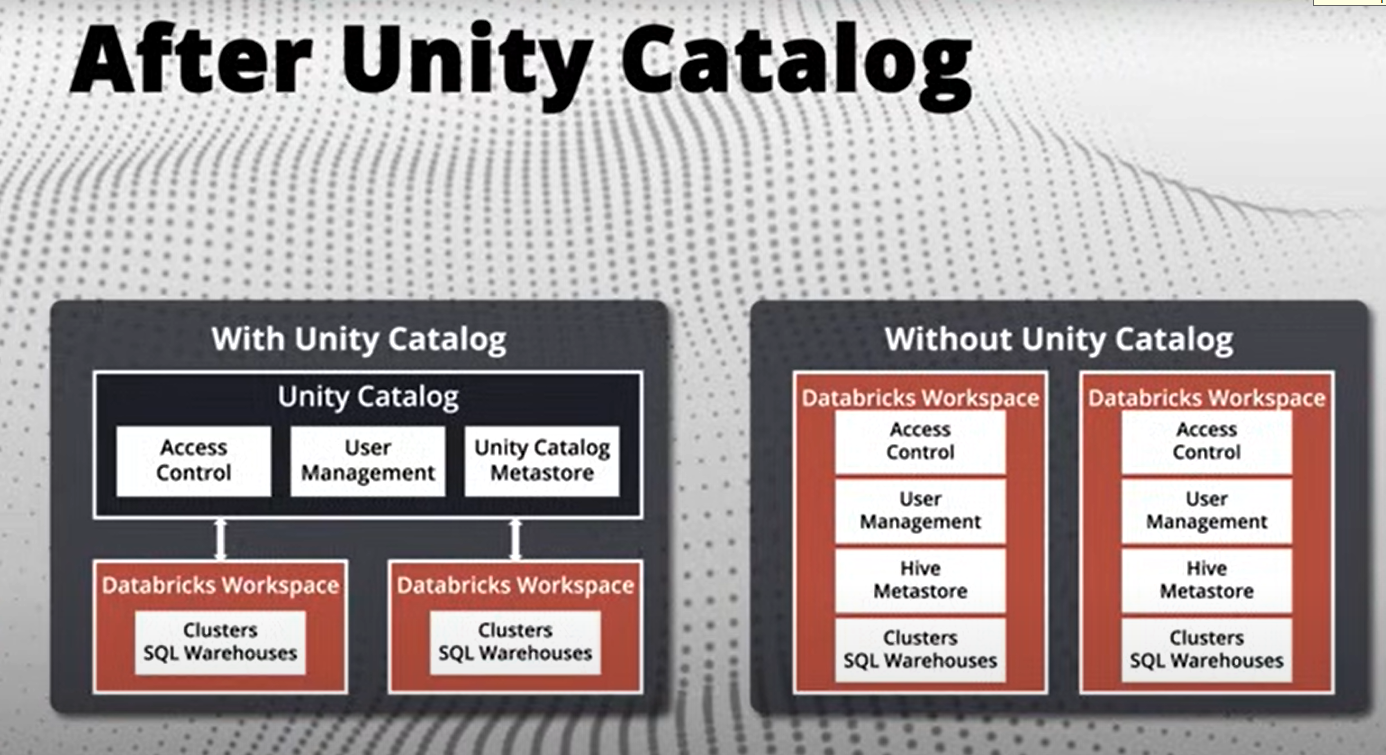 After Unity Catalog
With Unity Catalog
Unity Catalog
Access
Control
User
Management
Unity Catalog
Metastore
Databricks Workspace
Clusters
SQL Warehouses
Databricks Workspace
Clusters
SQL Warehouses
Without Unity Catalog
Databricks Workspace
Access
Control
User
Management
Hive
Metastore
Clusters
SQL Warehouses
Databricks Workspace
Access
Control
User
Management
Hive
Metastore
Clusters
SQL Warehouses